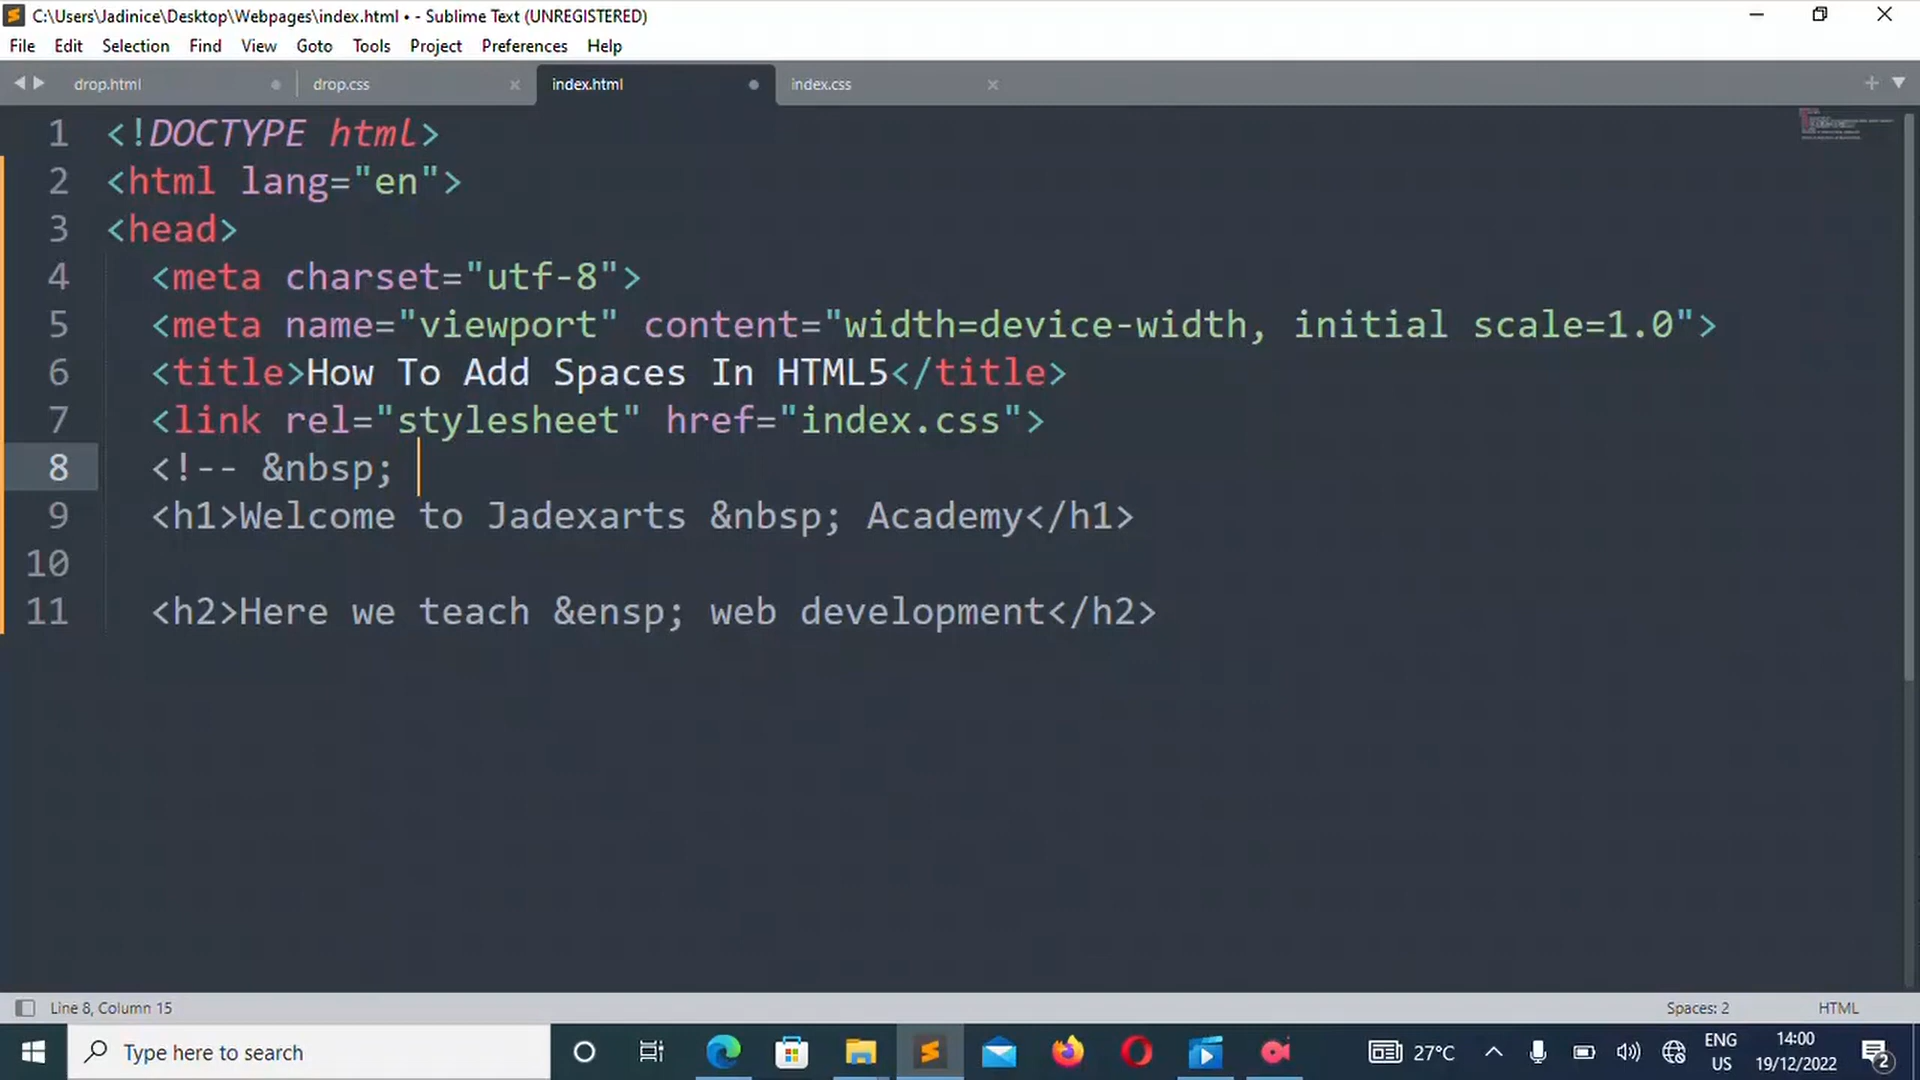 C:\Users\Jadinice\Desktop\Webpages\index.html • - Sublime Text (UNREGISTERED)
File Edit Selection Find View Goto Tools Project Preferences Help
drop.html drop.css index.html index.css
1 <!DOCTYPE html>
2 <html lang="en">
3 <head>
4 <meta charset="utf-8">
5 <meta name="viewport" content="width=device-width, initial scale=1.0">
6 <title>How To Add Spaces In HTML5</title>
7 <link rel="stylesheet" href="index.css">
8 <!-- &nbsp;
9 <h1>Welcome to Jadexarts &nbsp; Academy</h1>
10
11 <h2>Here we teach &ensp; web development</h2>
Line 8, Column 15 Spaces: 2 HTML
Type here to search 27°C ENG US 14:00 19/12/2022 2